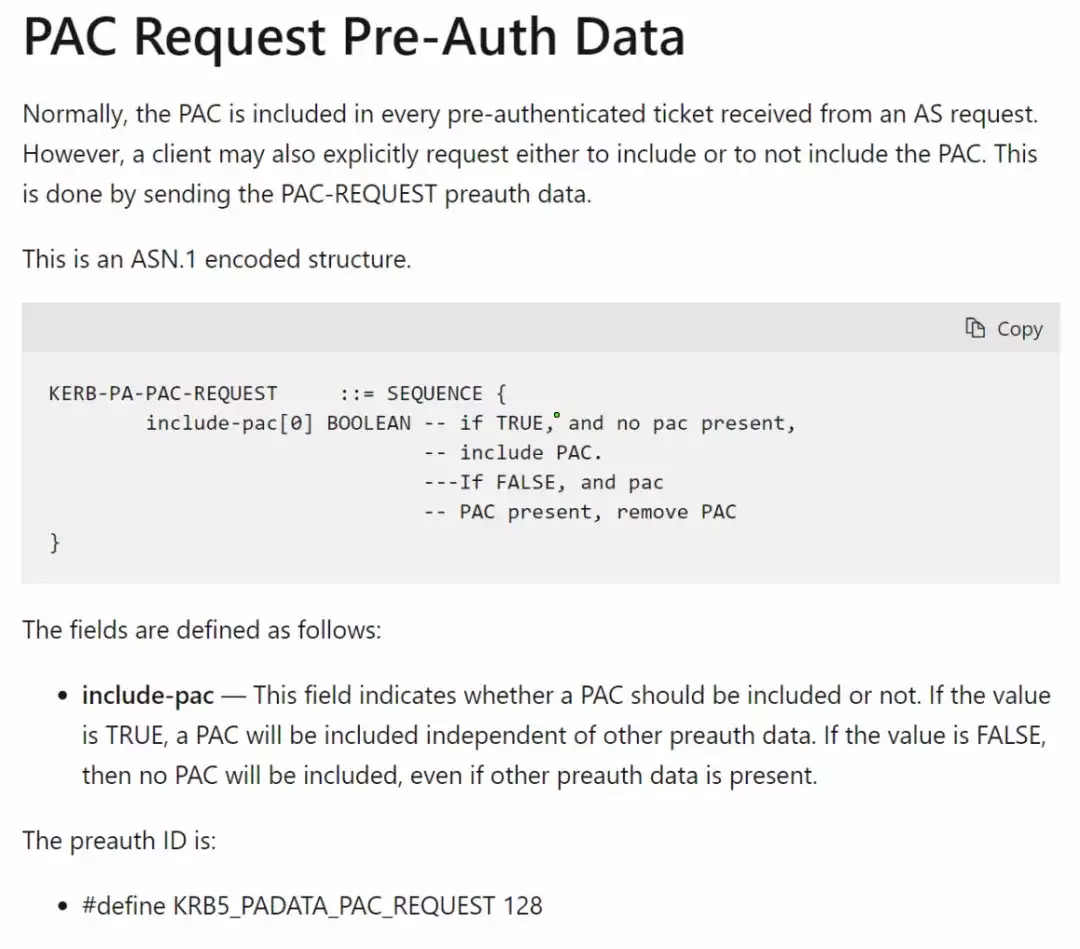 PAC Request Pre-Auth Data
Normally, the PAC is included in every pre-authenticated ticket received from an AS request.
However, a client may also explicitly request either to include or to not include the PAC. This
is done by sending the PAC-REQUEST preauth data.
This is an ASN.1 encoded structure.
Copy
KERB-PA-PAC-REQUEST     ::= SEQUENCE {
        include-pac[0] BOOLEAN -- if TRUE, and no pac present,
                               -- include PAC.
                               ---If FALSE, and pac
                               -- PAC present, remove PAC
}
The fields are defined as follows:
• include-pac — This field indicates whether a PAC should be included or not. If the value
is TRUE, a PAC will be included independent of other preauth data. If the value is FALSE,
then no PAC will be included, even if other preauth data is present.
The preauth ID is:
• #define KRB5_PADATA_PAC_REQUEST 128